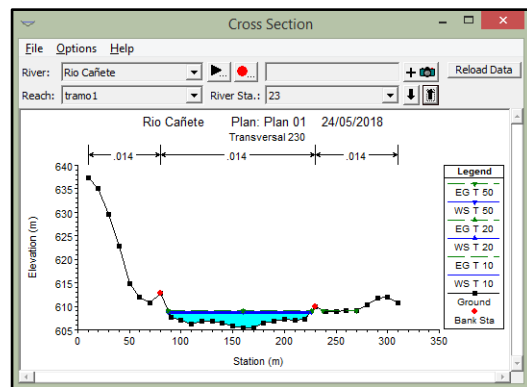 Cross Section
File Options Help
River: Rio Cañete ... ... Reload Data
Reach: tramo1 River Sta.: 23
Rio Cañete Plan: Plan 01 24/05/2018
Transversal 230
.014 .014 .014
640
635
630
625
620
615
610
605
Elevation (m)
0 50 100 150 200 250 300 350
Station (m)
Legend
EG T 50
WS T 50
EG T 20
WS T 20
EG T 10
WS T 10
Ground
Bank Sta